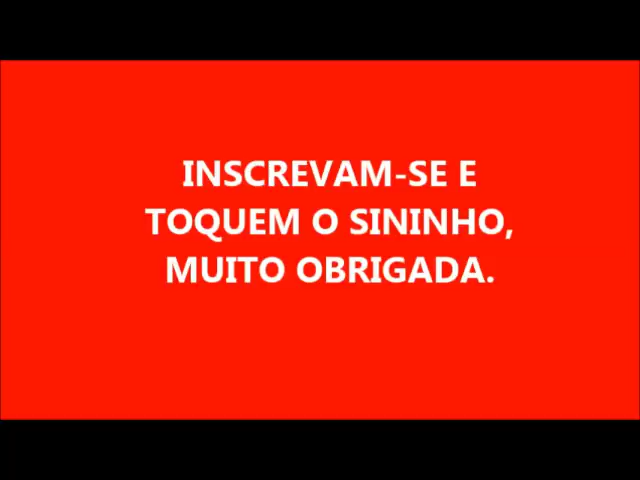 INSCREVAM-SE E
TOQUEM O SININHO,
MUITO OBRIGADA.